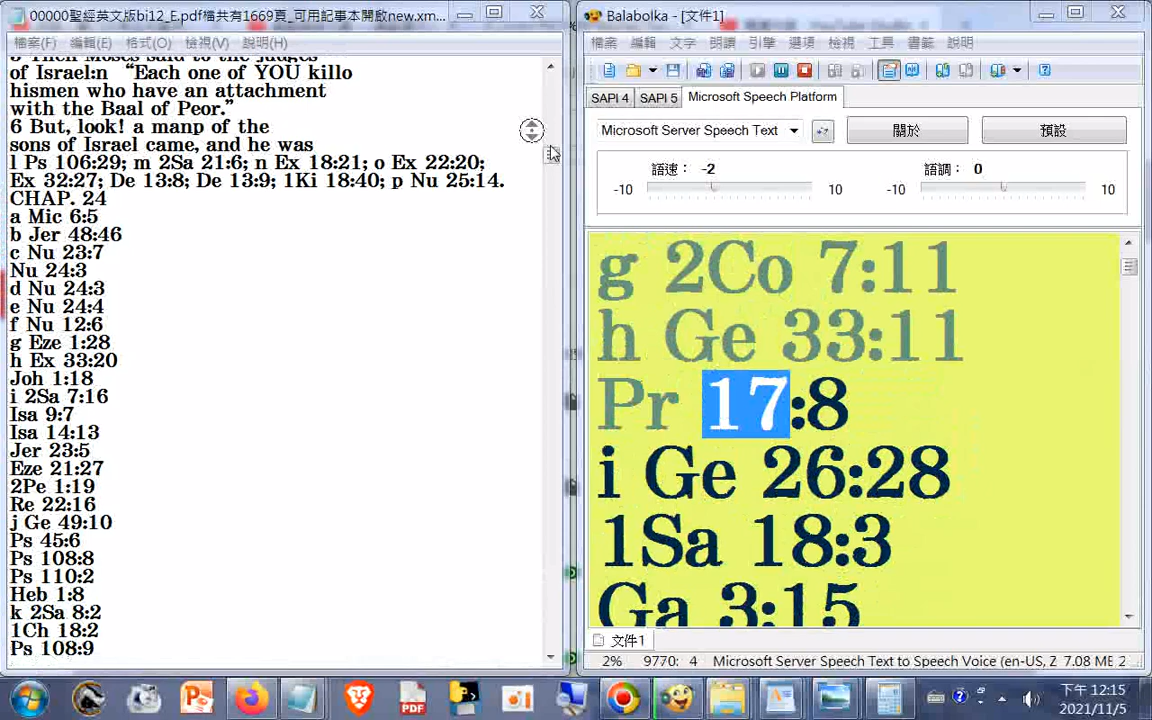 00000聖經英文版bi12_E.pdf檔共有1669頁_可用記事本開啟new.xm...
檔案(F) 編輯(E) 格式(O) 檢視(V) 說明(H)
5 Then Moses said to the judges
of Israel:n “Each one of YOU killo
hismen who have an attachment
with the Baal of Peor.”
6 But, look! a manp of the
sons of Israel came, and he was
l Ps 106:29; m 2Sa 21:6; n Ex 18:21; o Ex 22:20;
Ex 32:27; De 13:8; De 13:9; 1Ki 18:40; p Nu 25:14.
CHAP. 24
a Mic 6:5
b Jer 48:46
c Nu 23:7
Nu 24:3
d Nu 24:3
e Nu 24:4
f Nu 12:6
g Eze 1:28
h Ex 33:20
Joh 1:18
i 2Sa 7:16
Isa 9:7
Isa 14:13
Jer 23:5
Eze 21:27
2Pe 1:19
Re 22:16
j Ge 49:10
Ps 45:6
Ps 108:8
Ps 110:2
Heb 1:8
k 2Sa 8:2
1Ch 18:2
Ps 108:9
Balabolka - [文件1]
檔案 編輯 文字 朗讀 引擎 選項 檢視 工具 書籤 說明
SAPI 4 SAPI 5 Microsoft Speech Platform
Microsoft Server Speech Text 關於 預設
語速： -2 語調： 0
-10 10 -10 10
g 2Co 7:11
h Ge 33:11
Pr 17:8
i Ge 26:28
1Sa 18:3
Ga 3:15
文件1
2% 9770: 4 Microsoft Server Speech Text to Speech Voice (en-US, Z 7.08 MB 2
PDF
下午 12:15
2021/11/5